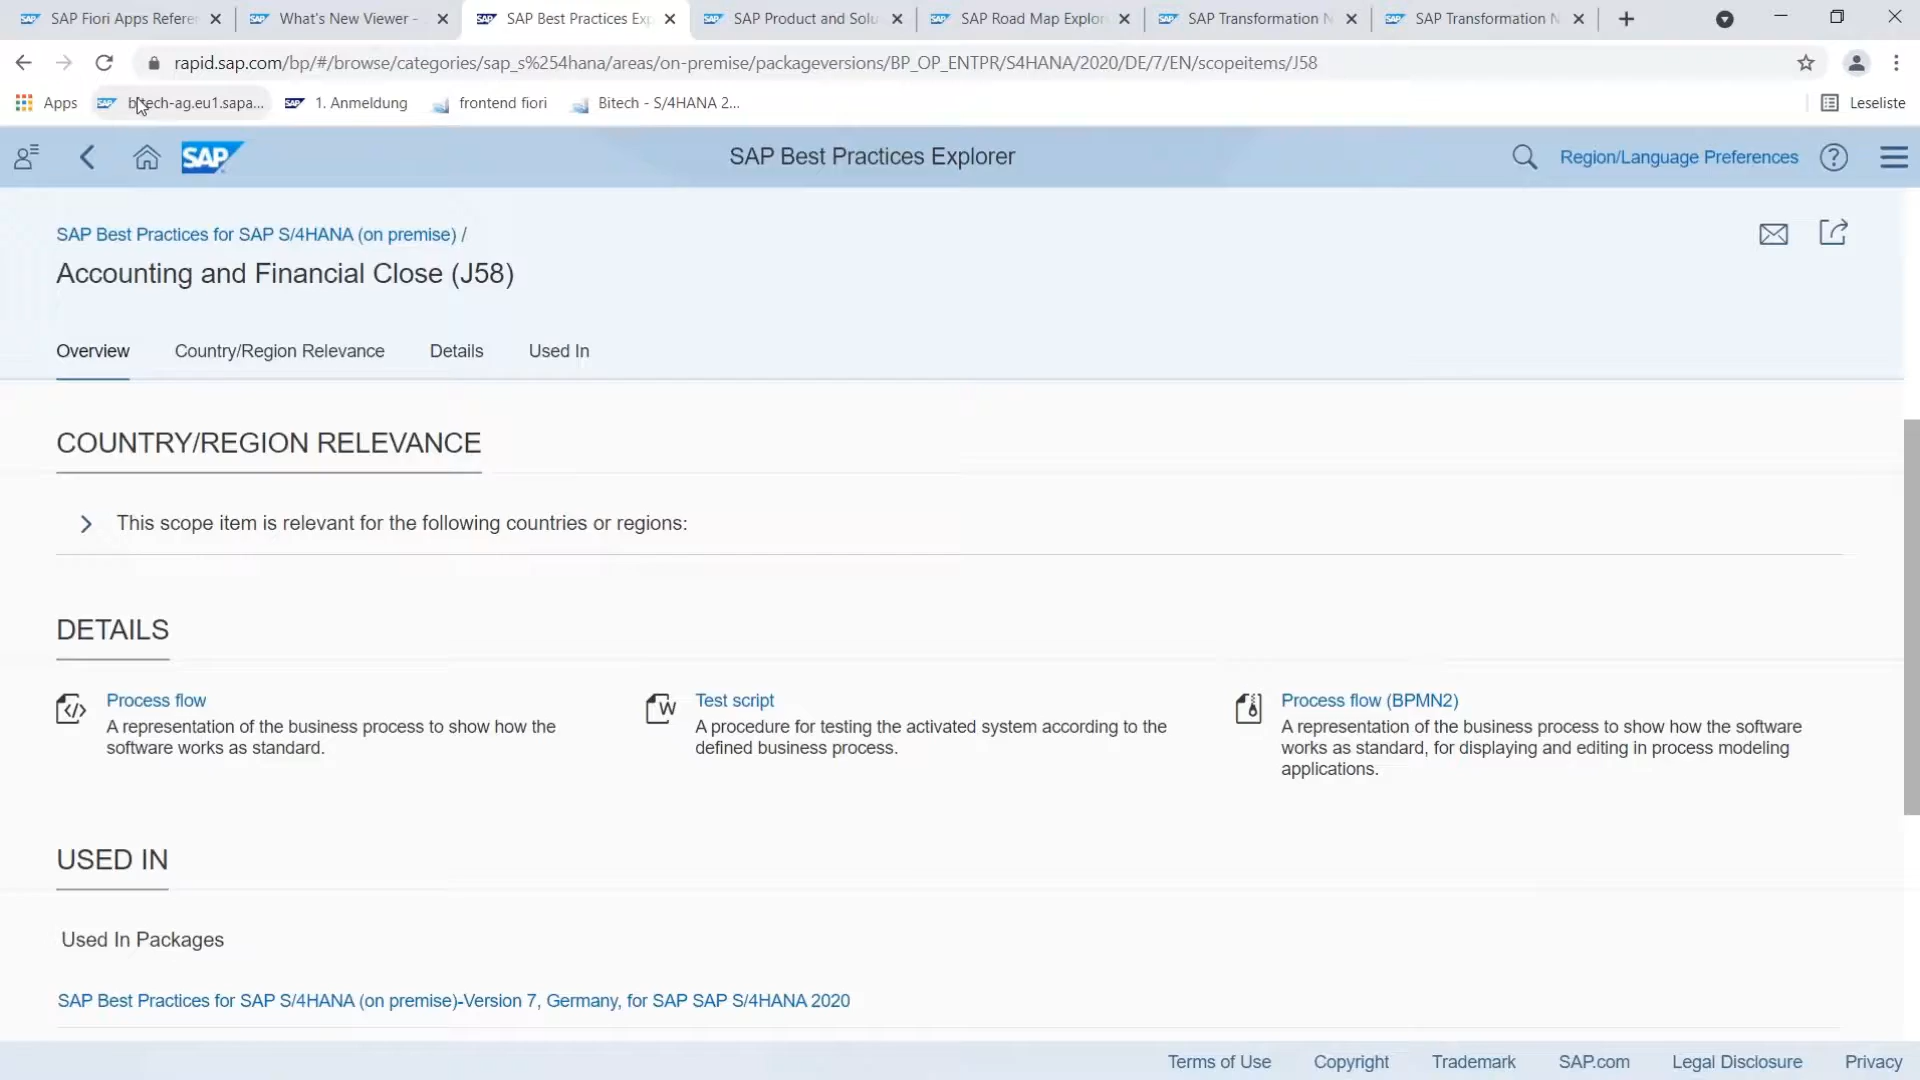 SAP Fiori Apps Refere
What's New Viewer -
SAP Best Practices Exp
SAP Product and Solu
SAP Road Map Explor
SAP Transformation N
SAP Transformation N
rapid.sap.com/bp/#/browse/categories/sap_s%254hana/areas/on-premise/packageversions/BP_OP_ENTPR/S4HANA/2020/DE/7/EN/scopeitems/J58
Apps
bitech-ag.eu1.sapa...
1. Anmeldung
frontend fiori
Bitech - S/4HANA 2...
Leseliste
SAP
SAP Best Practices Explorer
Region/Language Preferences
SAP Best Practices for SAP S/4HANA (on premise) /
Accounting and Financial Close (J58)
Overview
Country/Region Relevance
Details
Used In
COUNTRY/REGION RELEVANCE
This scope item is relevant for the following countries or regions:
DETAILS
Process flow
A representation of the business process to show how the
software works as standard.
Test script
A procedure for testing the activated system according to the
defined business process.
Process flow (BPMN2)
A representation of the business process to show how the software
works as standard, for displaying and editing in process modeling
applications.
USED IN
Used In Packages
SAP Best Practices for SAP S/4HANA (on premise)-Version 7, Germany, for SAP SAP S/4HANA 2020
Terms of Use
Copyright
Trademark
SAP.com
Legal Disclosure
Privacy